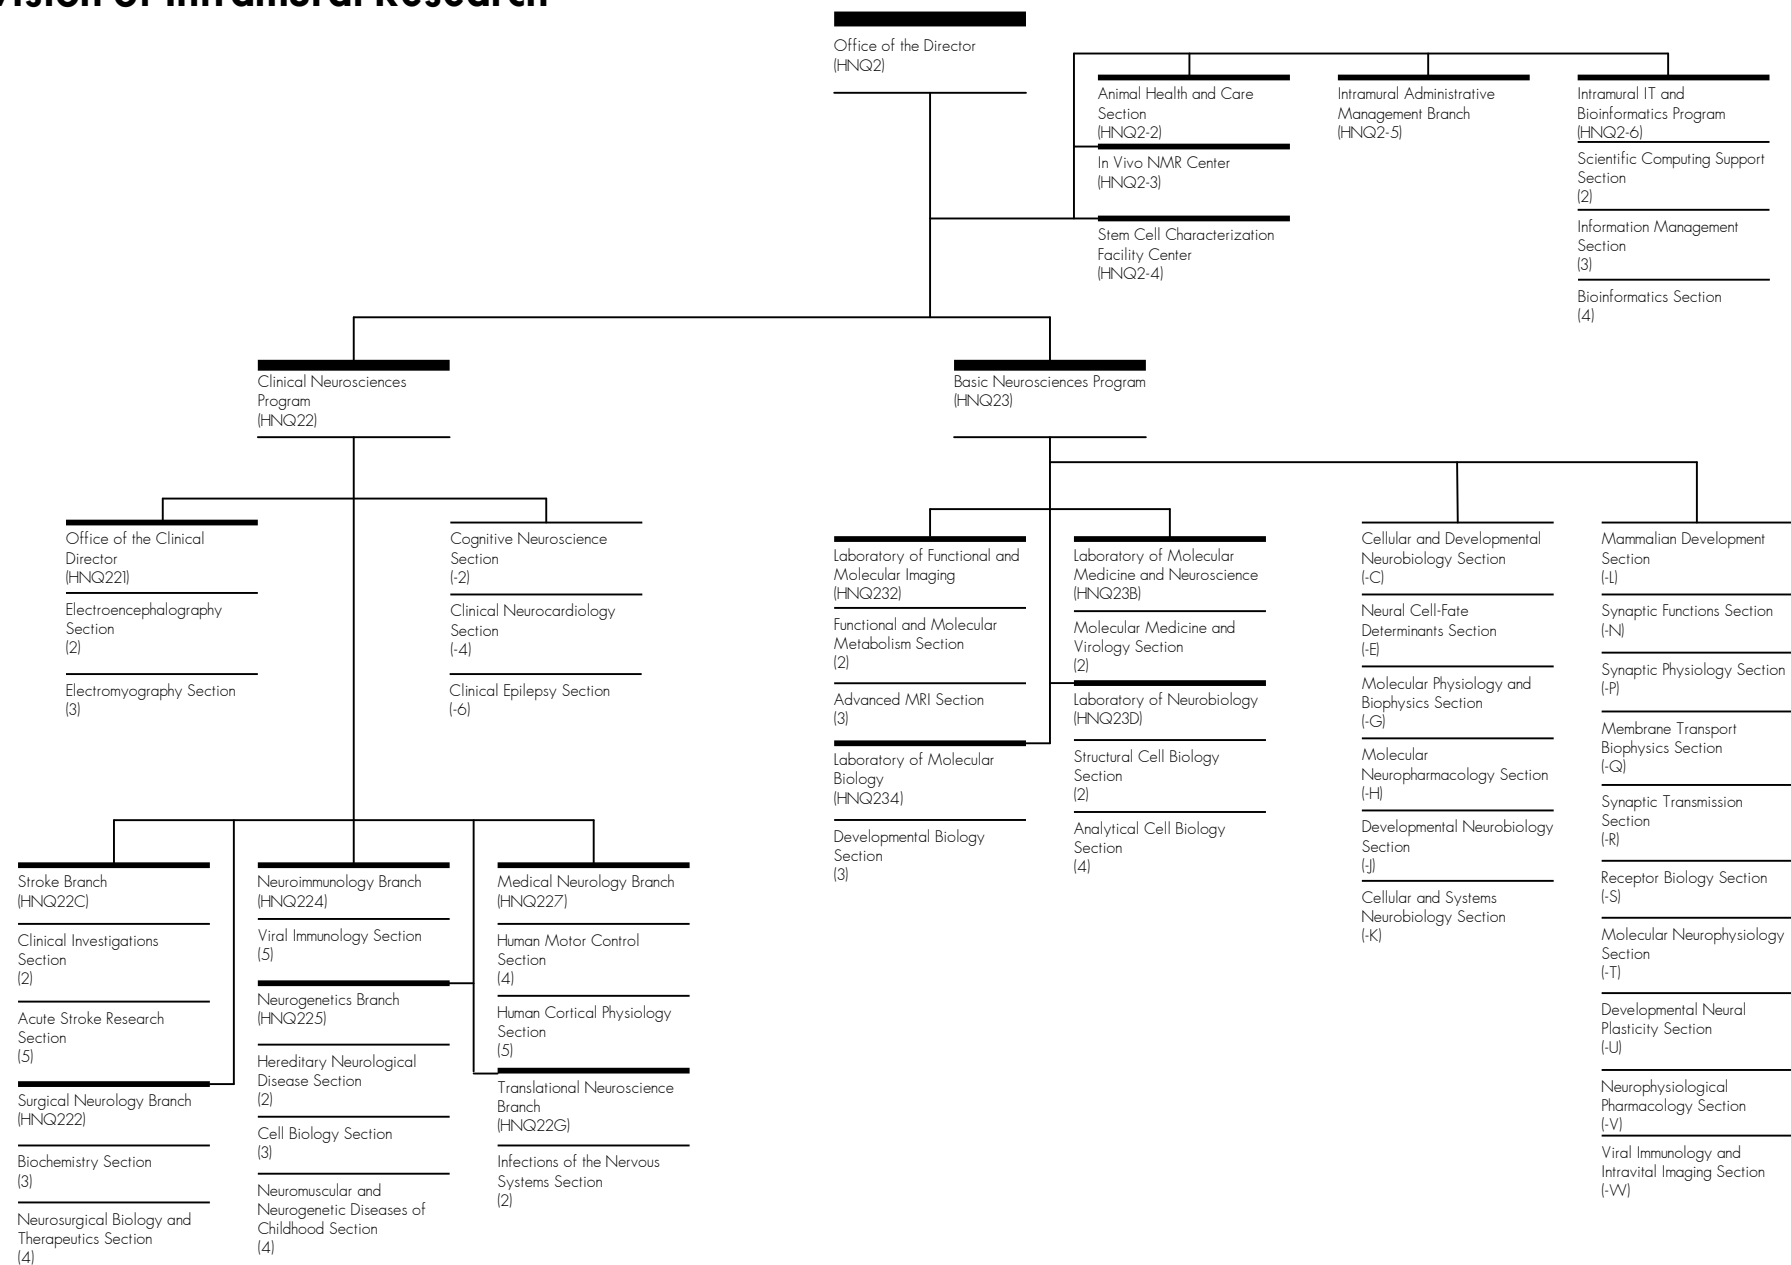 Division of Intramural Research
Office of the Director
(HNQ2)
Animal Health and Care
Section
(HNQ2-2)
In Vivo NMR Center
(HNQ2-3)
Stem Cell Characterization
Facility Center
(HNQ2-4)
Intramural Administrative
Management Branch
(HNQ2-5)
Intramural IT and
Bioinformatics Program
(HNQ2-6)
Scientific Computing Support
Section
(2)
Information Management
Section
(3)
Bioinformatics Section
(4)
Clinical Neurosciences
Program
(HNQ22)
Basic Neurosciences Program
(HNQ23)
Office of the Clinical
Director
(HNQ221)
Electroencephalography
Section
(2)
Electromyography Section
(3)
Cognitive Neuroscience
Section
(-2)
Clinical Neurocardiology
Section
(-4)
Clinical Epilepsy Section
(-6)
Stroke Branch
(HNQ22C)
Clinical Investigations
Section
(2)
Acute Stroke Research
Section
(5)
Surgical Neurology Branch
(HNQ222)
Biochemistry Section
(3)
Neurosurgical Biology and
Therapeutics Section
(4)
Neuroimmunology Branch
(HNQ224)
Viral Immunology Section
(5)
Neurogenetics Branch
(HNQ225)
Hereditary Neurological
Disease Section
(2)
Cell Biology Section
(3)
Neuromuscular and
Neurogenetic Diseases of
Childhood Section
(4)
Medical Neurology Branch
(HNQ227)
Human Motor Control
Section
(4)
Human Cortical Physiology
Section
(5)
Translational Neuroscience
Branch
(HNQ22G)
Infections of the Nervous
Systems Section
(2)
Laboratory of Functional and
Molecular Imaging
(HNQ232)
Functional and Molecular
Metabolism Section
(2)
Advanced MRI Section
(3)
Laboratory of Molecular
Biology
(HNQ234)
Developmental Biology
Section
(3)
Laboratory of Molecular
Medicine and Neuroscience
(HNQ23B)
Molecular Medicine and
Virology Section
(2)
Laboratory of Neurobiology
(HNQ23D)
Structural Cell Biology
Section
(2)
Analytical Cell Biology
Section
(4)
Cellular and Developmental
Neurobiology Section
(-C)
Neural Cell-Fate
Determinants Section
(-E)
Molecular Physiology and
Biophysics Section
(-G)
Molecular
Neuropharmacology Section
(-H)
Developmental Neurobiology
Section
(-J)
Cellular and Systems
Neurobiology Section
(-K)
Mammalian Development
Section
(-L)
Synaptic Functions Section
(-N)
Synaptic Physiology Section
(-P)
Membrane Transport
Biophysics Section
(-Q)
Synaptic Transmission
Section
(-R)
Receptor Biology Section
(-S)
Molecular Neurophysiology
Section
(-T)
Developmental Neural
Plasticity Section
(-U)
Neurophysiological
Pharmacology Section
(-V)
Viral Immunology and
Intravital Imaging Section
(-W)